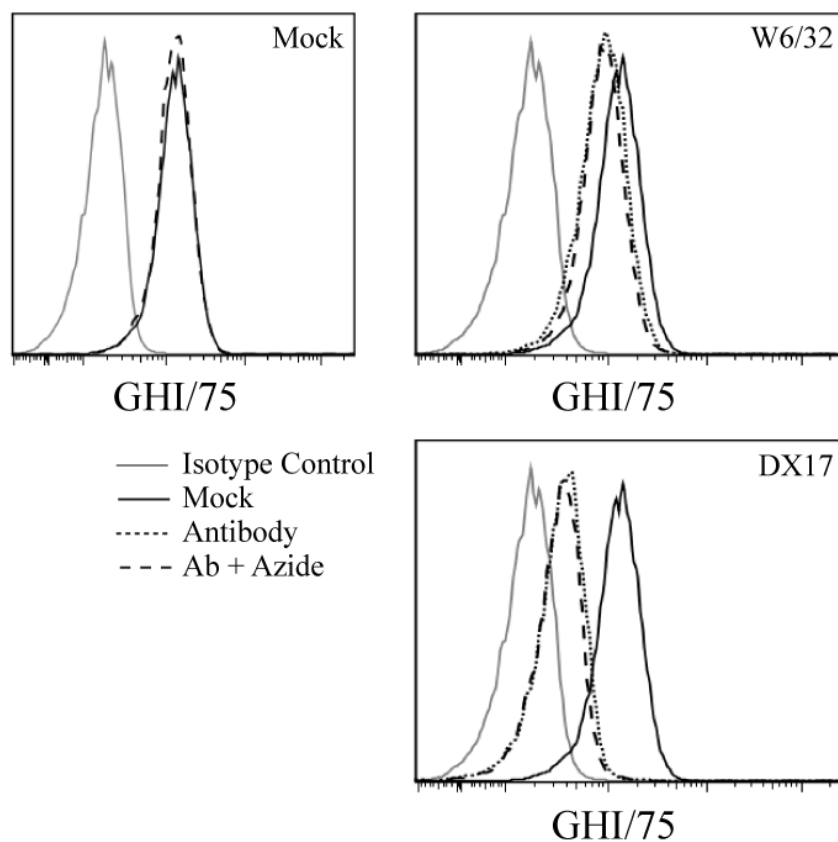 Mock
W6/32
GHI/75
GHI/75
Isotype Control
Mock
Antibody
Ab + Azide
DX17
GHI/75